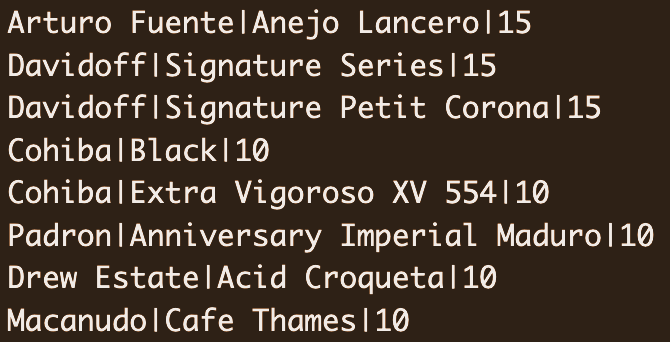 Arturo Fuente|Anejo Lancero|15
Davidoff|Signature Series|15
Davidoff|Signature Petit Corona|15
Cohiba|Black|10
Cohiba|Extra Vigoroso XV 554|10
Padron|Anniversary Imperial Maduro|10
Drew Estate|Acid Croqueta|10
Macanudo|Cafe Thames|10